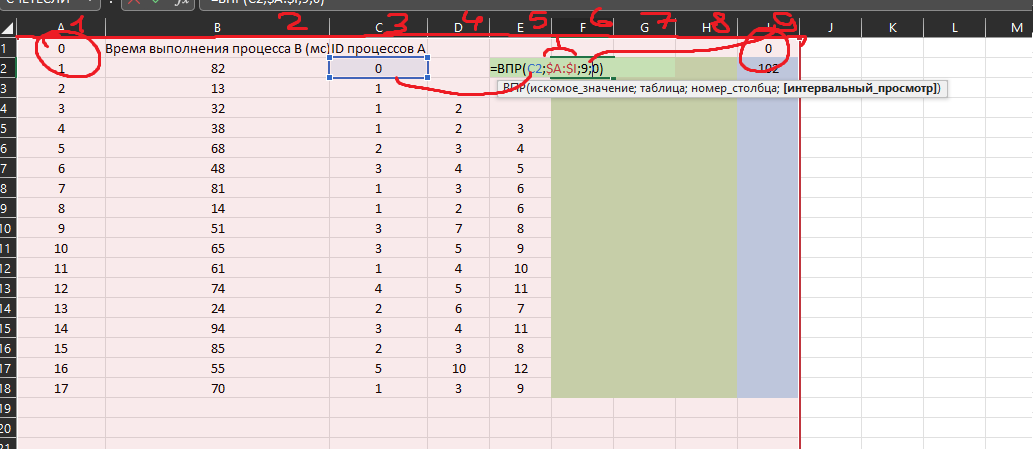 =ВПР(C2;$A:$I;9;0)
1 2 3 4 5 6 7 8 9
A B C D E F G H I J K L M
1 0 Время выполнения процесса B (мс) ID процессов A 0
2 1 82 0 =ВПР(C2;$A:$I;9;0) 102
ВПР(искомое_значение; таблица; номер_столбца; [интервальный_просмотр])
3 2 13 1
4 3 32 1 2
5 4 38 1 2 3
6 5 68 2 3 4
7 6 48 3 4 5
8 7 81 1 3 6
9 8 14 1 2 6
10 9 51 3 7 8
11 10 65 3 5 9
12 11 61 1 4 10
13 12 74 4 5 11
14 13 24 2 6 7
15 14 94 3 4 11
16 15 85 2 3 8
17 16 55 5 10 12
18 17 70 1 3 9
19
20
21